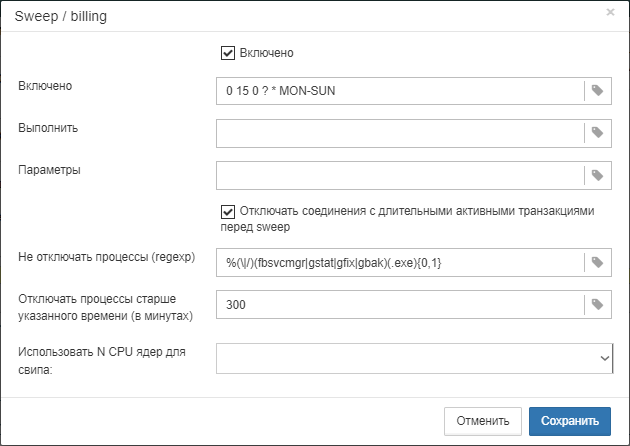 Sweep / billing
×
Включено
Включено
0 15 0 ? * MON-SUN
Выполнить
Параметры
Отключать соединения с длительными активными транзакциями
перед sweep
Не отключать процессы (regexp)
%(\|/)(fbsvcmgr|gstat|gfix|gbak)(.exe){0,1}
Отключать процессы старше
указанного времени (в минутах)
300
Использовать N CPU ядер для
свипа:
Отменить
Сохранить